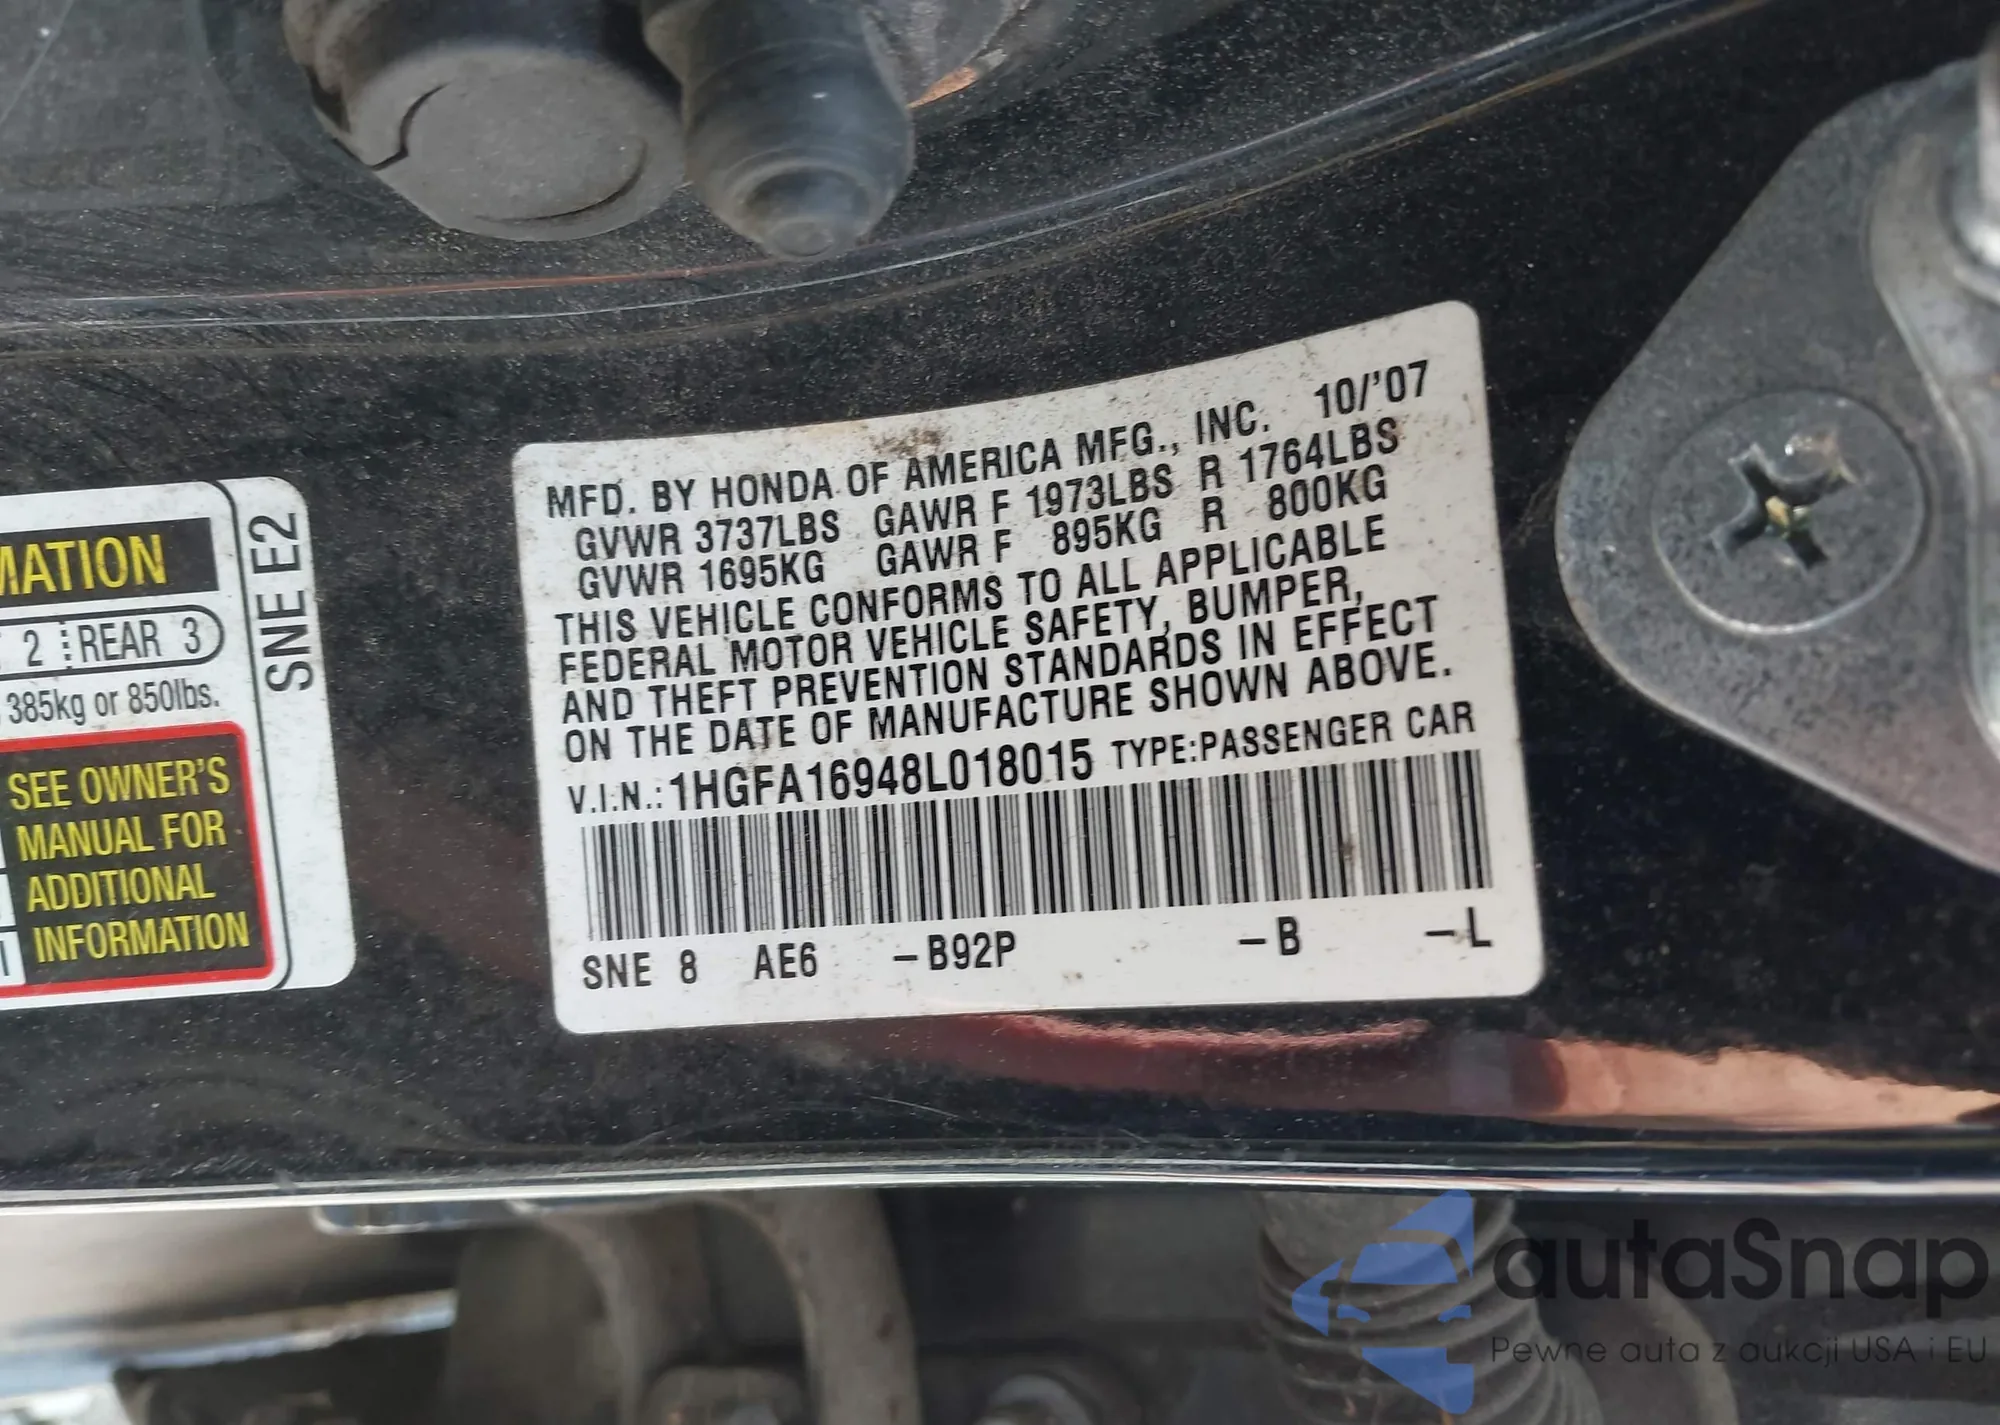 MATION
2 REAR 3
385kg or 850lbs.
SEE OWNER'S
MANUAL FOR
ADDITIONAL
INFORMATION
SNE E2
MFD. BY HONDA OF AMERICA MFG., INC. 10/'07
GVWR 3737LBS GAWR F 1973LBS R 1764LBS
GVWR 1695KG GAWR F 895KG R 800KG
THIS VEHICLE CONFORMS TO ALL APPLICABLE
FEDERAL MOTOR VEHICLE SAFETY, BUMPER,
AND THEFT PREVENTION STANDARDS IN EFFECT
ON THE DATE OF MANUFACTURE SHOWN ABOVE.
V.I.N.: 1HGFA16948L018015 TYPE:PASSENGER CAR
SNE 8 AE6 -B92P -B -L
autaSnap
Pewne auta z aukcji USA i EU